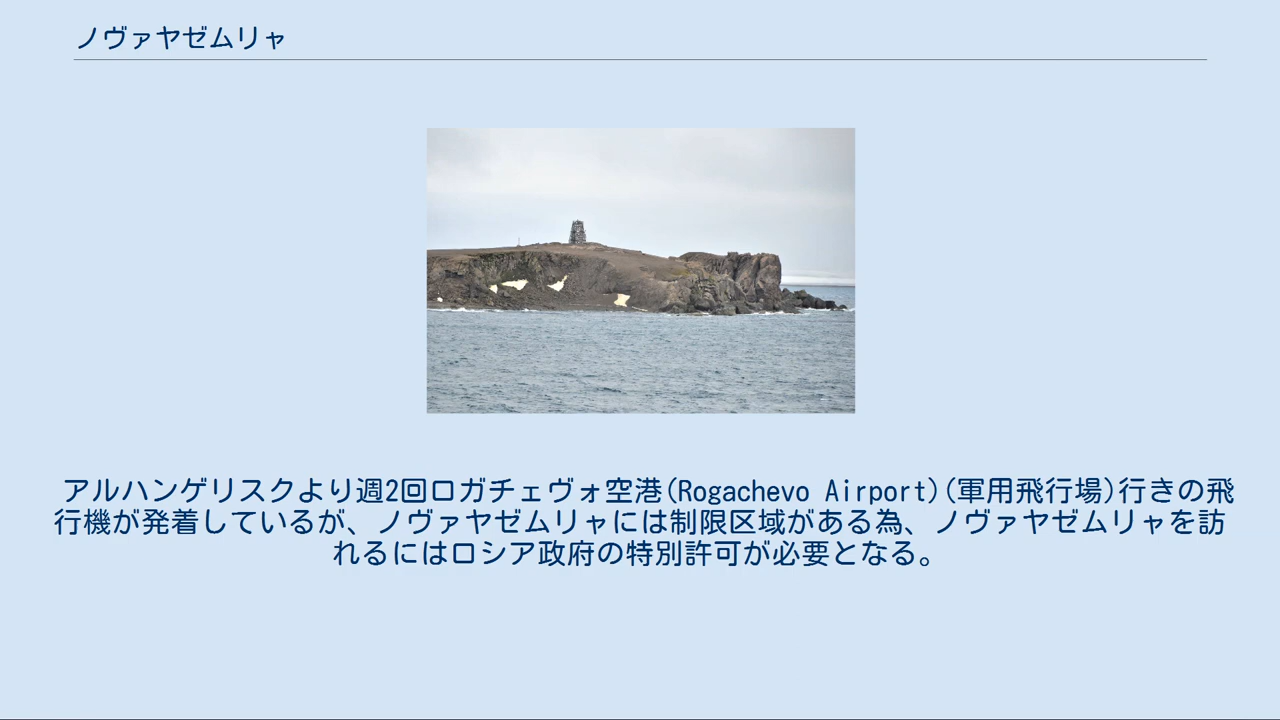 ノヴァヤゼムリャ
アルハンゲリスクより週2回ロガチェヴォ空港(Rogachevo Airport)(軍用飛行場)行きの飛
行機が発着しているが、ノヴァヤゼムリャには制限区域がある為、ノヴァヤゼムリャを訪
れるにはロシア政府の特別許可が必要となる。